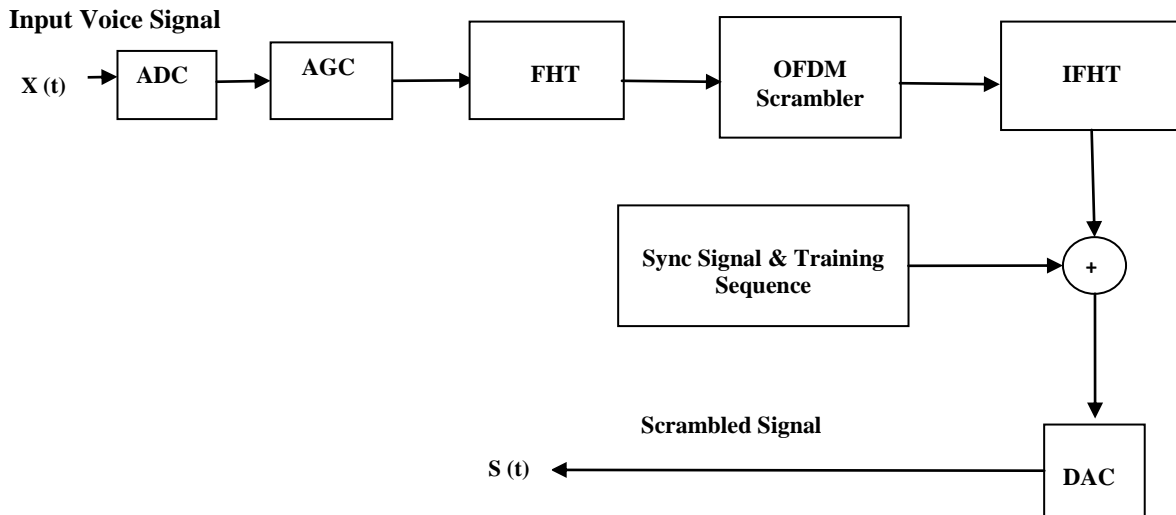 Input Voice Signal
X (t)
ADC
AGC
FHT
OFDM
Scrambler
IFHT
Sync Signal & Training
Sequence
+
Scrambled Signal
S (t)
DAC